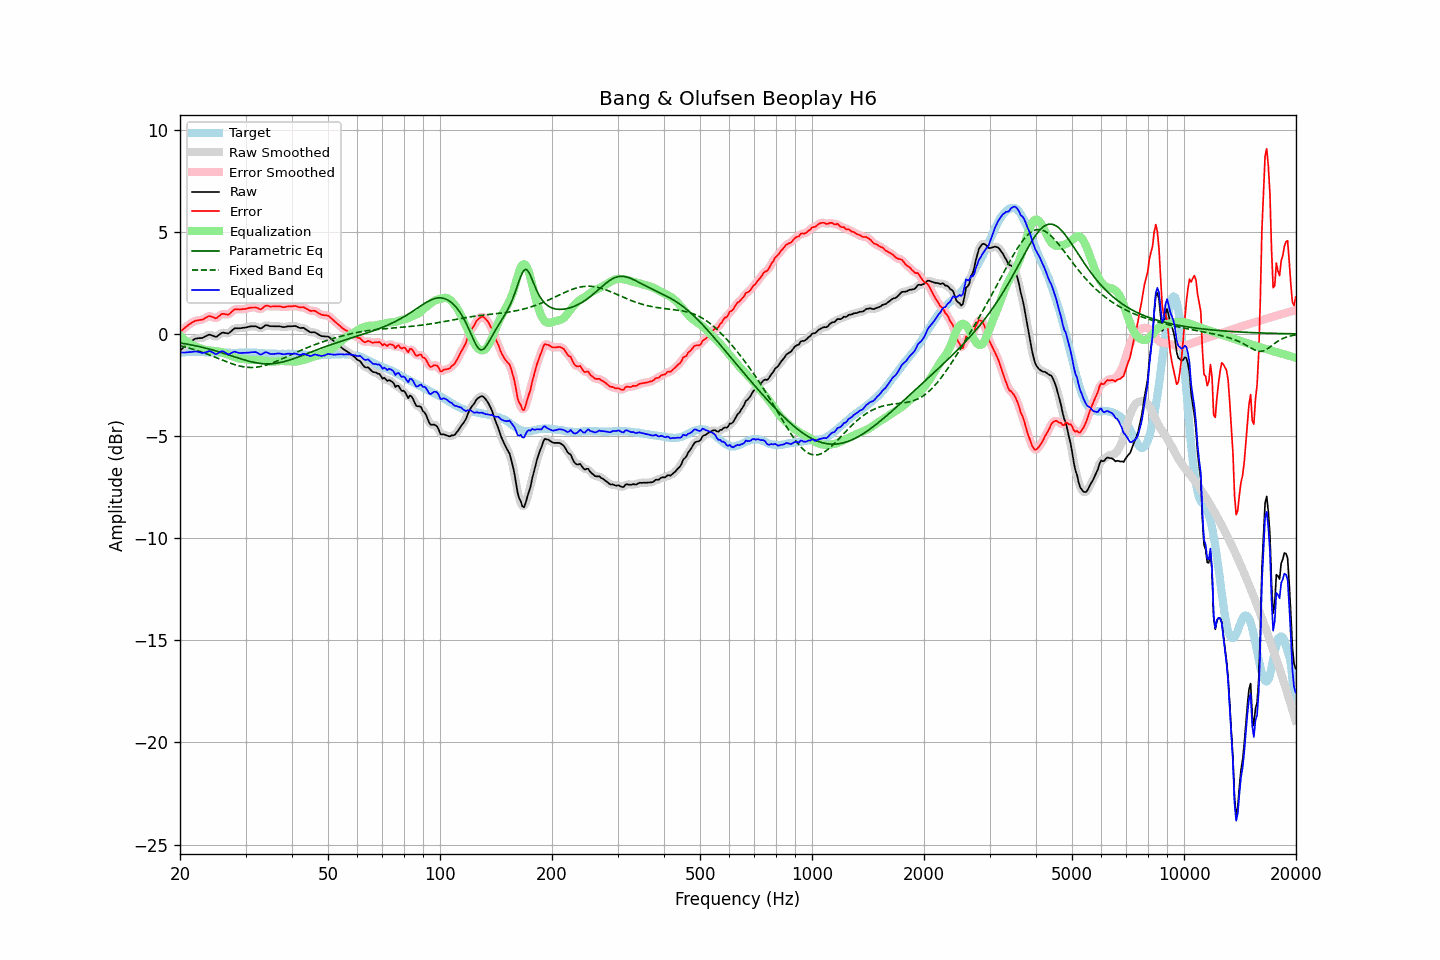 Bang & Olufsen Beoplay H6
Target
Raw Smoothed
Error Smoothed
Raw
Error
Equalization
Parametric Eq
Fixed Band Eq
Equalized
10
5
0
−5
−10
−15
−20
−25
Amplitude (dBr)
20 50 100 200 500 1000 2000 5000 10000 20000
Frequency (Hz)